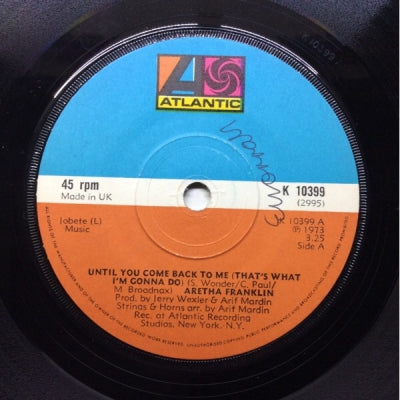 K 10399
ATLANTIC
45 rpm
Made in UK
K 10399
(2995)
Jobete (L)
Music
K 10399 A
℗ 1973
3.25
Side A
UNTIL YOU COME BACK TO ME (THAT'S WHAT
I'M GONNA DO) (S. Wonder/C. Paul/
M Broadnax) ARETHA FRANKLIN
Prod. by Jerry Wexler & Arif Mardin
Strings & Horns arr. by Arif Mardin
Rec. at Atlantic Recording
Studios, New York. N.Y.